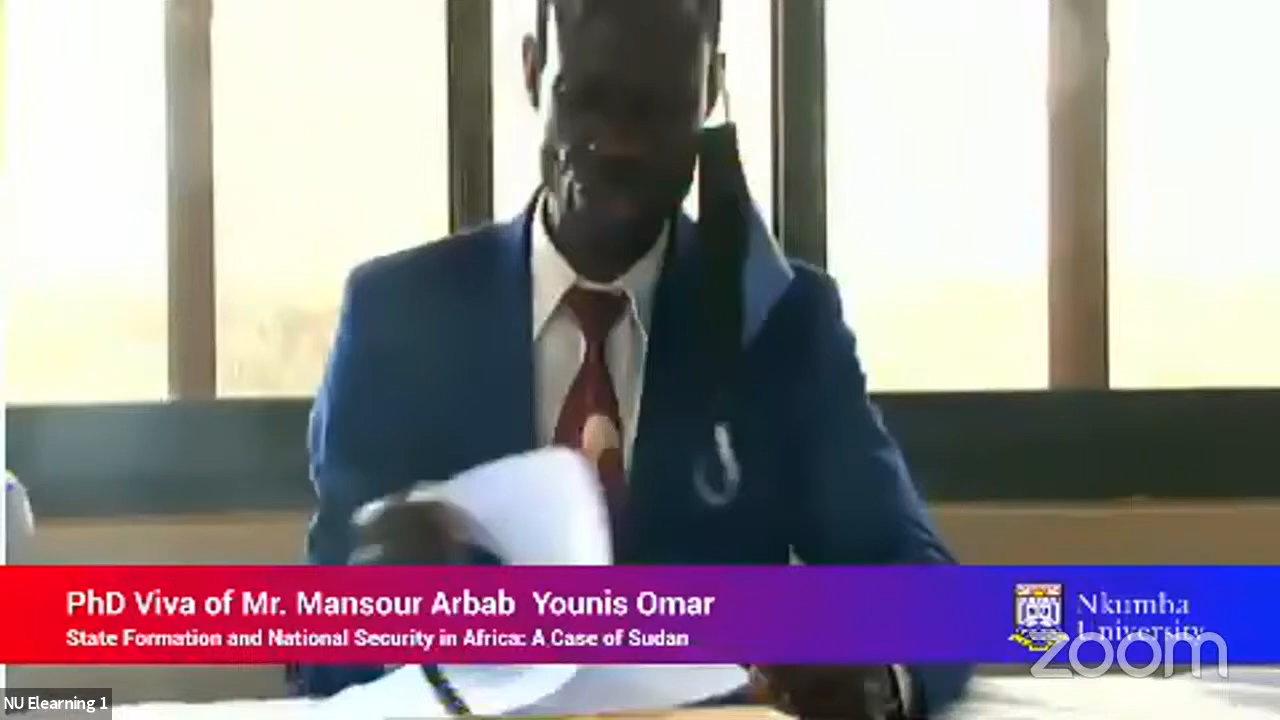 PhD Viva of Mr. Mansour Arbab Younis Omar
State Formation and National Security in Africa: A Case of Sudan
Nkumba
University
zoom
NU Elearning 1